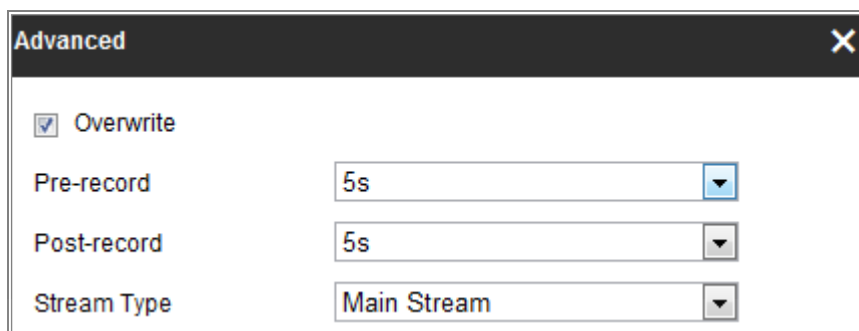 Advanced
Overwrite
Pre-record 5s
Post-record 5s
Stream Type Main Stream